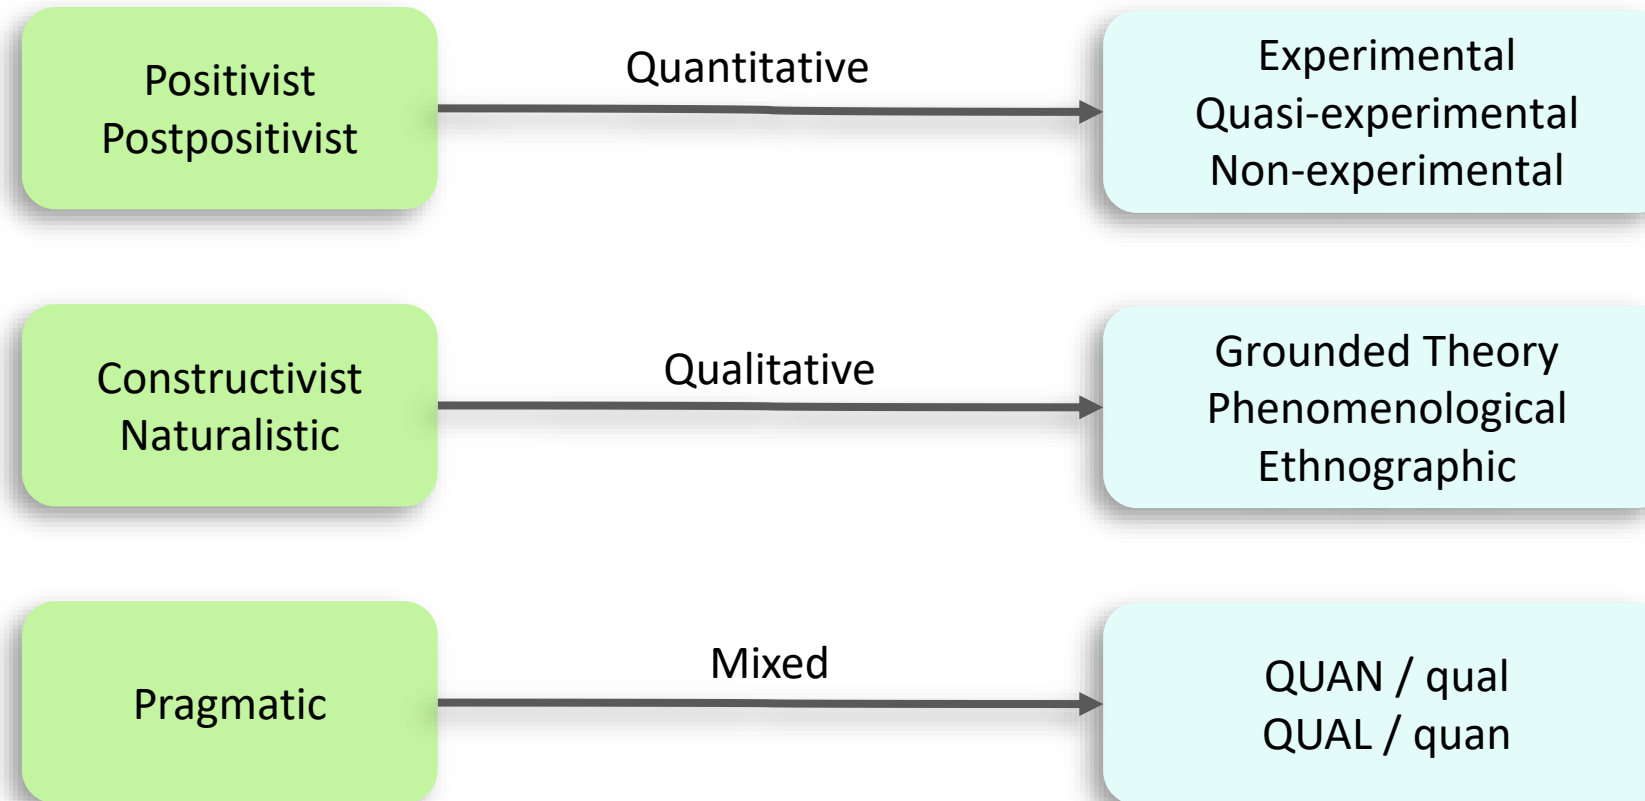 Positivist
Postpositivist
Quantitative
Experimental
Quasi-experimental
Non-experimental
Constructivist
Naturalistic
Qualitative
Grounded Theory
Phenomenological
Ethnographic
Pragmatic
Mixed
QUAN / qual
QUAL / quan